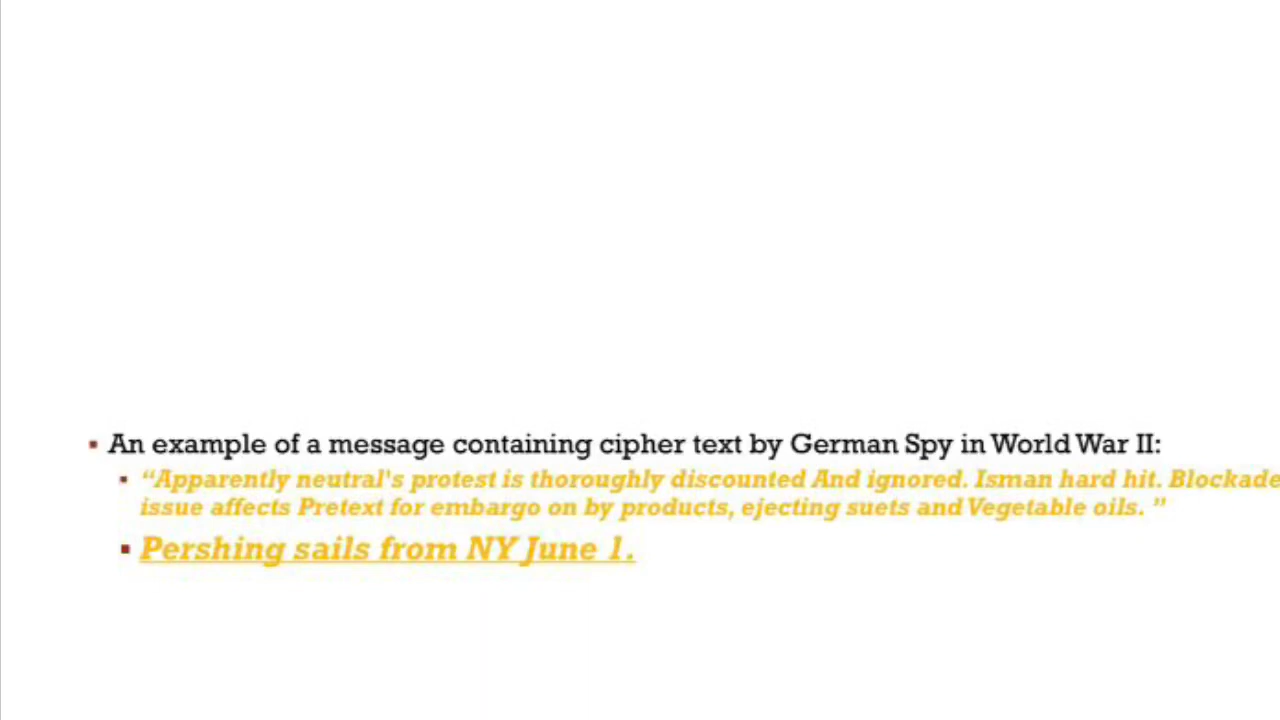 ▪ An example of a message containing cipher text by German Spy in World War II:
▪ “Apparently neutral's protest is thoroughly discounted And ignored. Isman hard hit. Blockade
issue affects Pretext for embargo on by products, ejecting suets and Vegetable oils. ”
▪ Pershing sails from NY June 1.